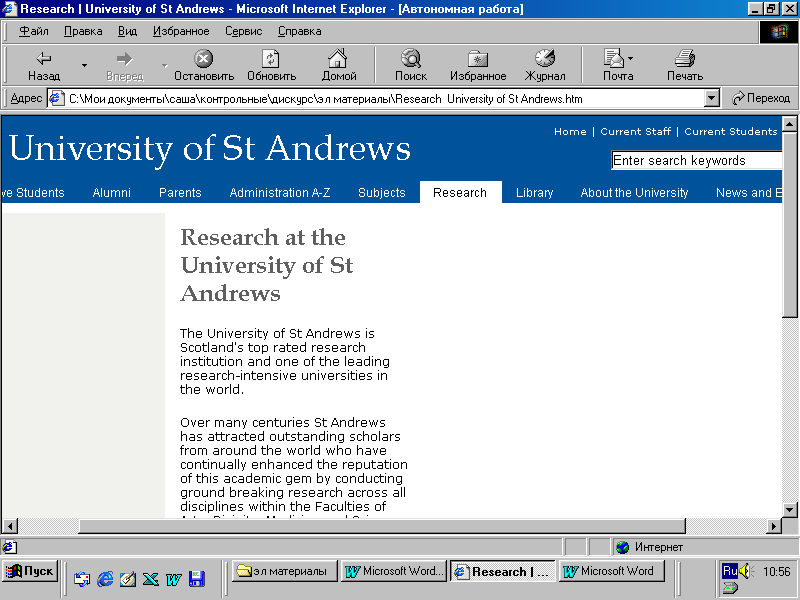 Research | University of St Andrews - Microsoft Internet Explorer - [Автономная работа]
Файл Правка Вид Избранное Сервис Справка
Назад Вперед Остановить Обновить Домой Поиск Избранное Журнал Почта Печать
Адрес C:\Мои документы\саша\контрольные\дискурс\эл материалы\Research University of St Andrews.htm Переход
Home | Current Staff | Current Students
University of St Andrews
Enter search keywords
ve Students Alumni Parents Administration A-Z Subjects Research Library About the University News and E
Research at the
University of St
Andrews
The University of St Andrews is
Scotland's top rated research
institution and one of the leading
research-intensive universities in
the world.
Over many centuries St Andrews
has attracted outstanding scholars
from around the world who have
continually enhanced the reputation
of this academic gem by conducting
ground breaking research across all
disciplines within the Faculties of
Интернет
Пуск эл материалы Microsoft Word... Research | ... Microsoft Word Ru 10:56